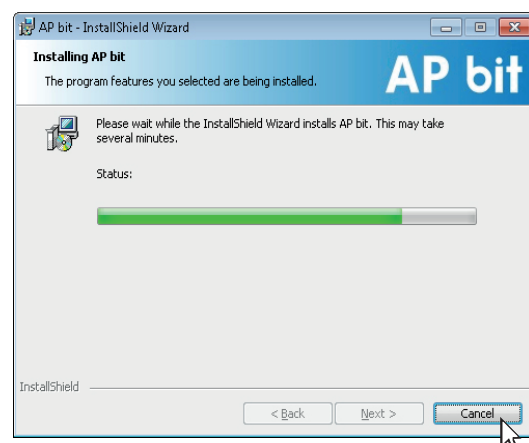 AP bit - InstallShield Wizard
Installing AP bit
The program features you selected are being installed.
AP bit
Please wait while the InstallShield Wizard installs AP bit. This may take
several minutes.
Status:
InstallShield
< Back Next > Cancel